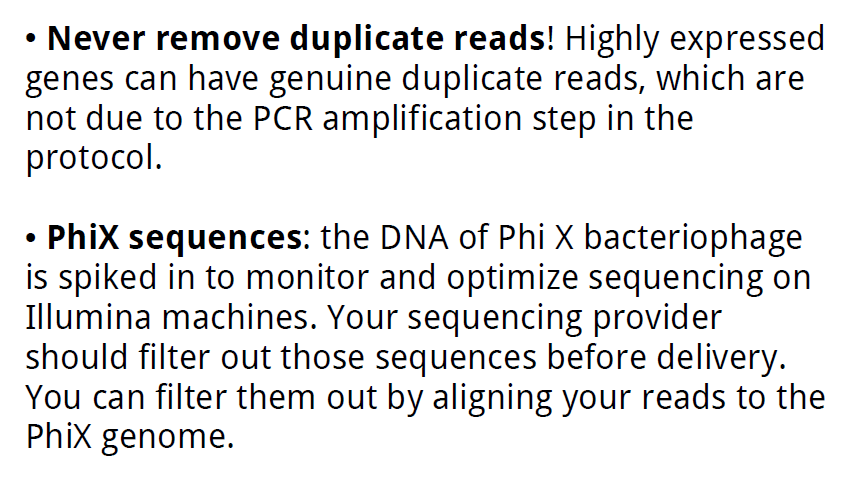 • Never remove duplicate reads! Highly expressed
genes can have genuine duplicate reads, which are
not due to the PCR amplification step in the
protocol.
• PhiX sequences: the DNA of Phi X bacteriophage
is spiked in to monitor and optimize sequencing on
Illumina machines. Your sequencing provider
should filter out those sequences before delivery.
You can filter them out by aligning your reads to the
PhiX genome.